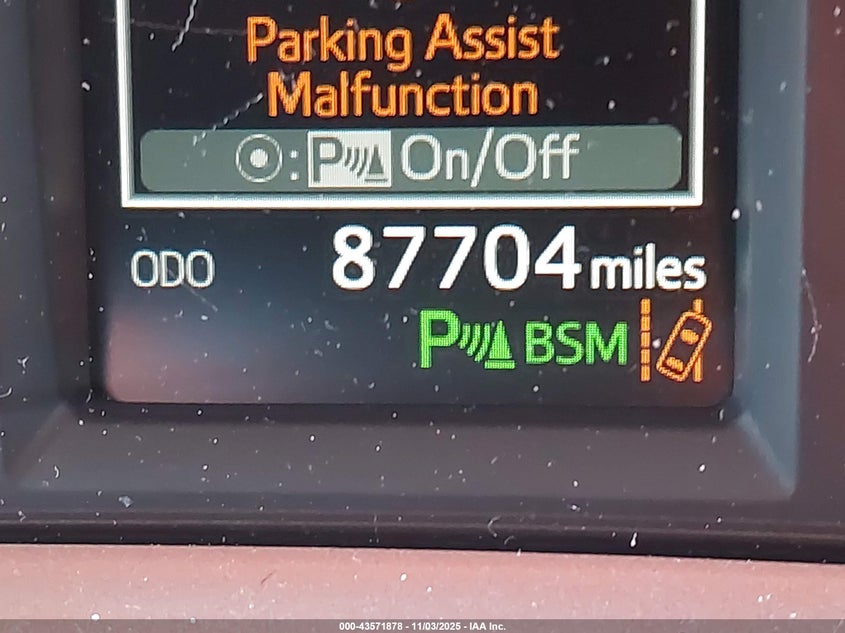 Parking Assist
Malfunction
: P On/Off
ODO 87704 miles
P BSM
000-43571878 - 11/03/2025 - IAA Inc.